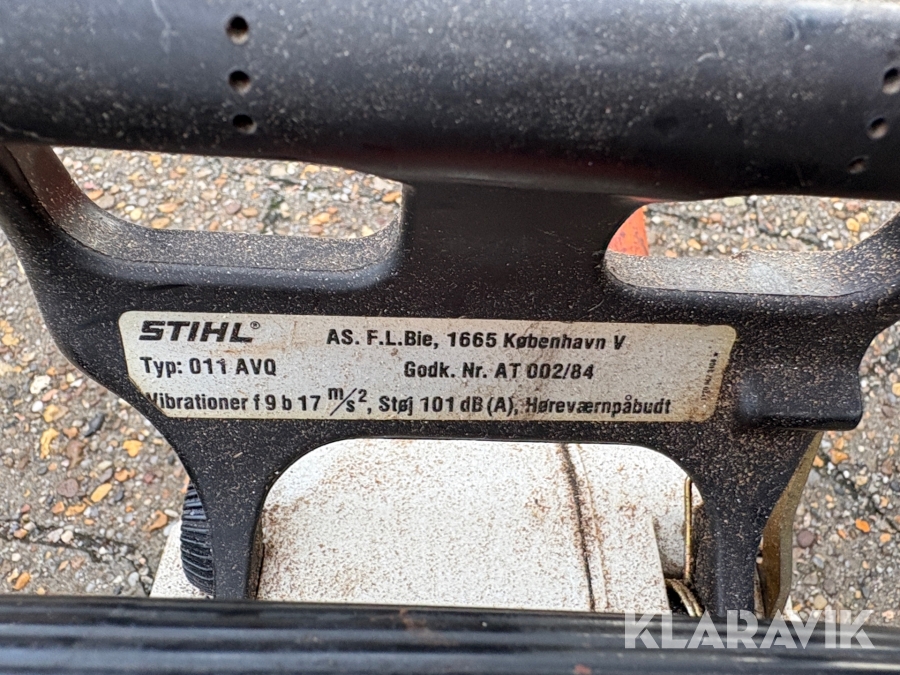 STIHL® AS. F.L.Bie, 1665 København V
Typ: 011 AVQ Godk. Nr. AT 002/84
Vibrationer f 9 b 17 m/s², Støj 101 dB (A), Høreværnpåbudt
KLARAVIK